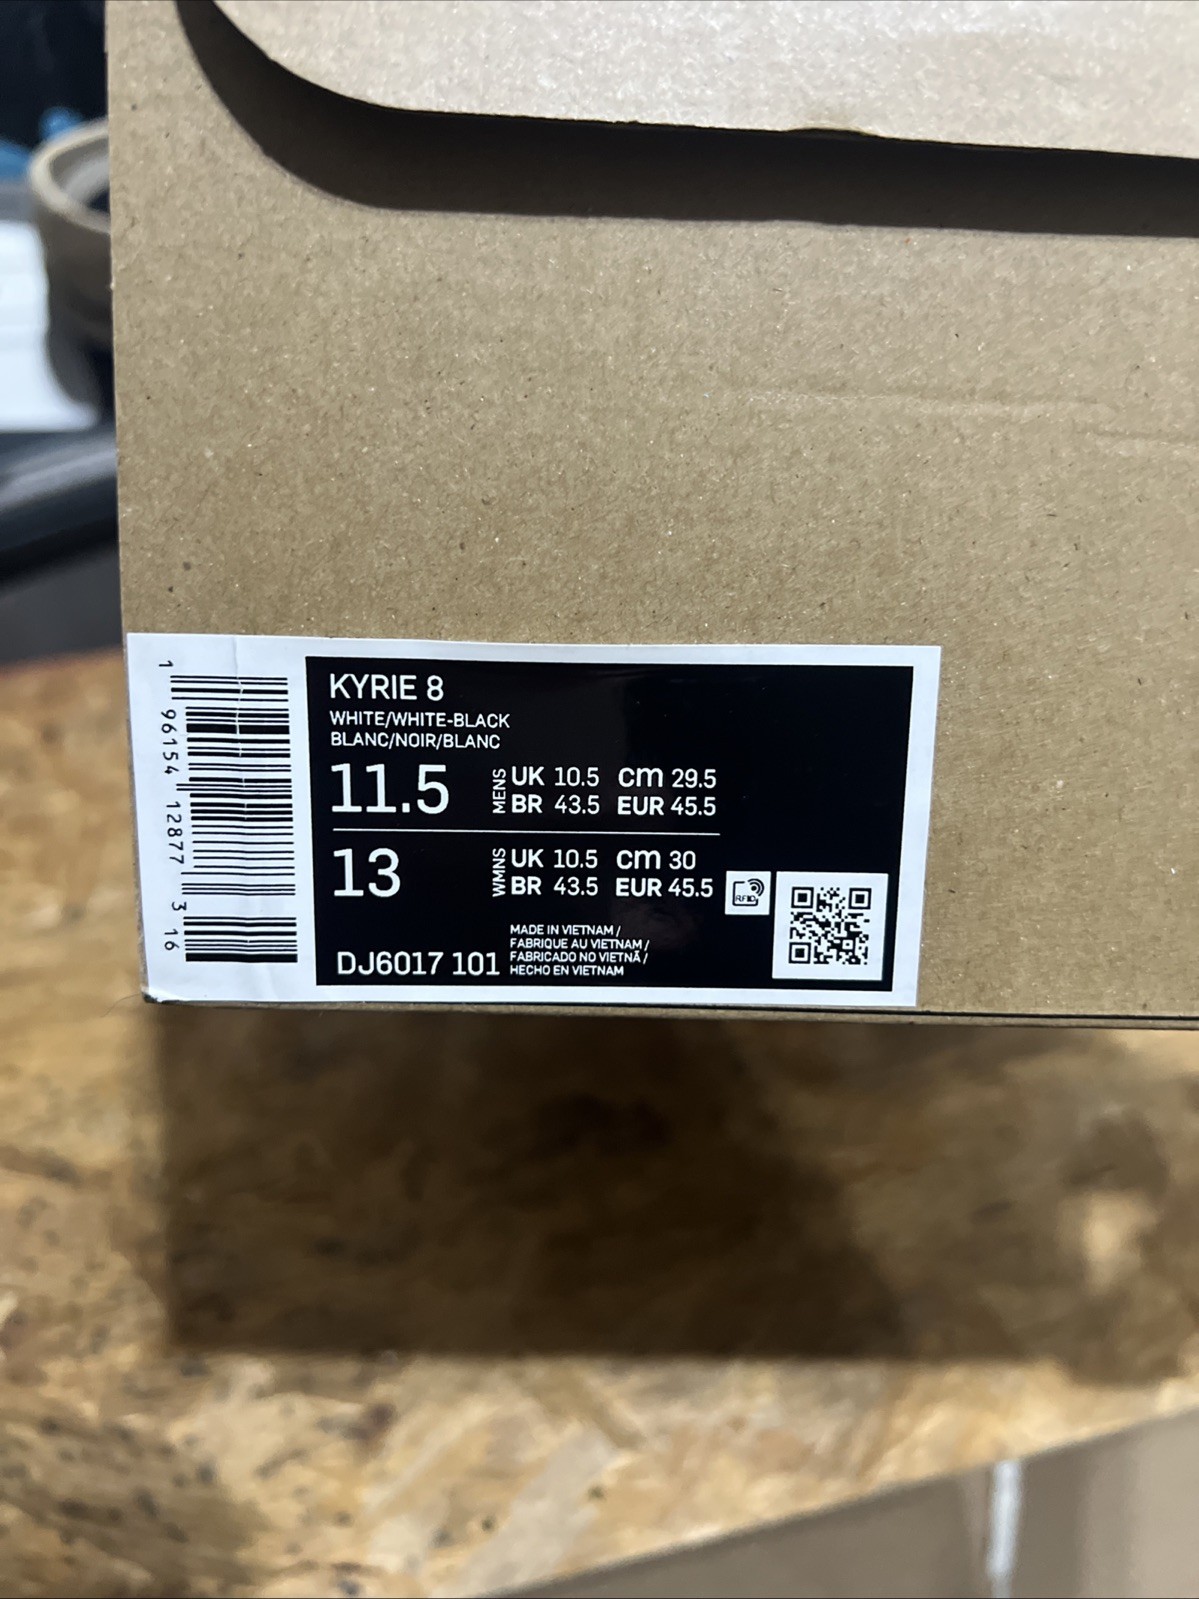 1
96154 12877
3
16
KYRIE 8
WHITE/WHITE-BLACK
BLANC/NOIR/BLANC
11.5
MENS
UK 10.5 cm 29.5
BR 43.5 EUR 45.5
13
WMNS
UK 10.5 cm 30
BR 43.5 EUR 45.5
RFID
DJ6017 101
MADE IN VIETNAM /
FABRIQUE AU VIETNAM /
FABRICADO NO VIETNÃ /
HECHO EN VIETNAM